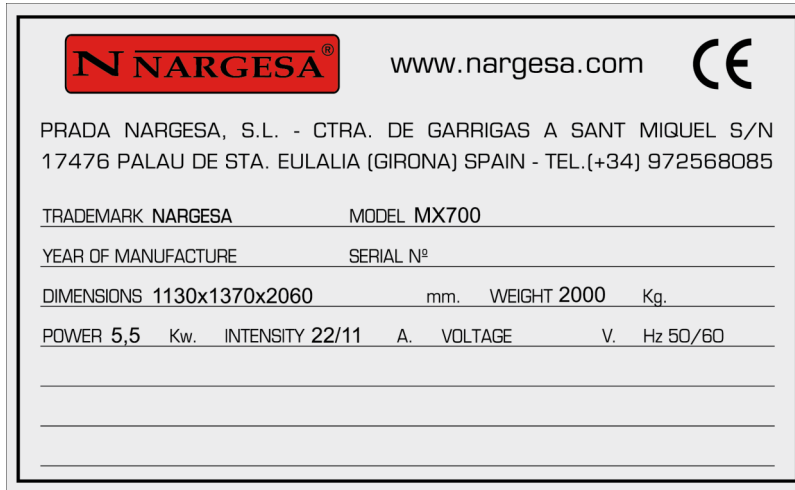 N NARGESA® www.nargesa.com CE
PRADA NARGESA, S.L. - CTRA. DE GARRIGAS A SANT MIQUEL S/N
17476 PALAU DE STA. EULALIA (GIRONA) SPAIN - TEL.(+34) 972568085
TRADEMARK NARGESA MODEL MX700
YEAR OF MANUFACTURE SERIAL Nº
DIMENSIONS 1130x1370x2060 mm. WEIGHT 2000 Kg.
POWER 5,5 Kw. INTENSITY 22/11 A. VOLTAGE V. Hz 50/60